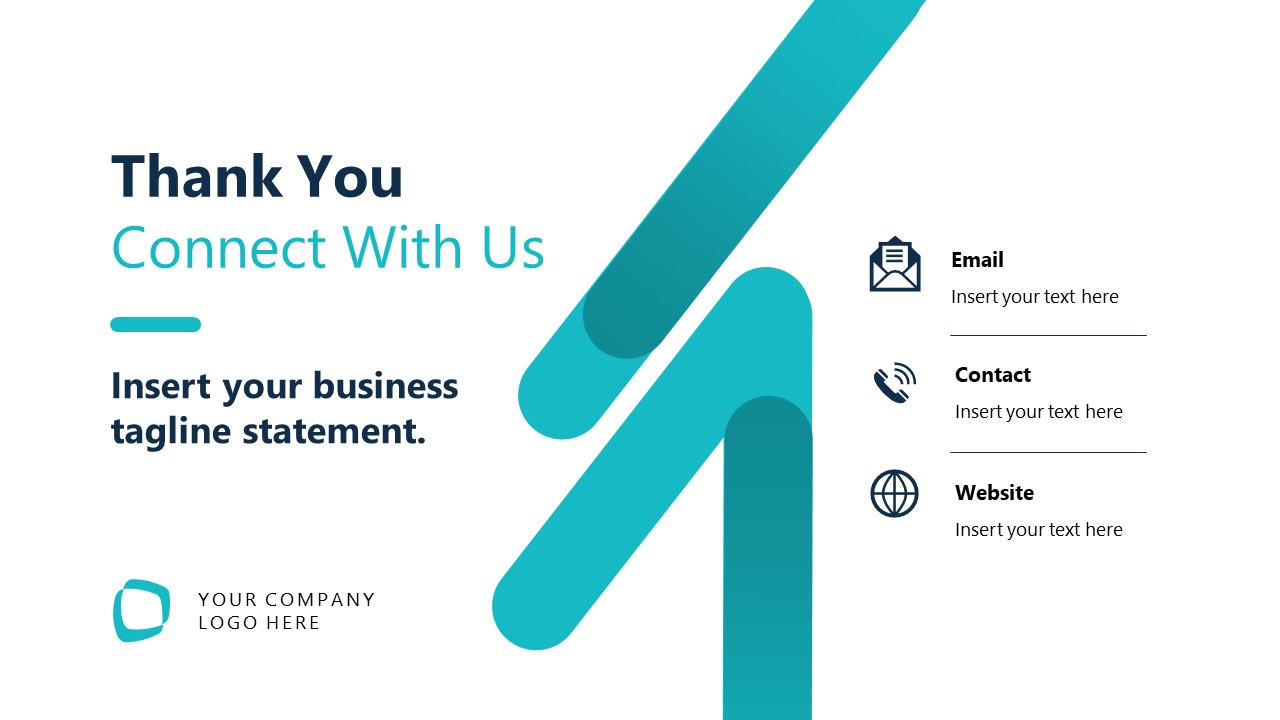 Thank You
Connect With Us
Insert your business
tagline statement.
YOUR COMPANY
LOGO HERE
Email
Insert your text here
Contact
Insert your text here
Website
Insert your text here